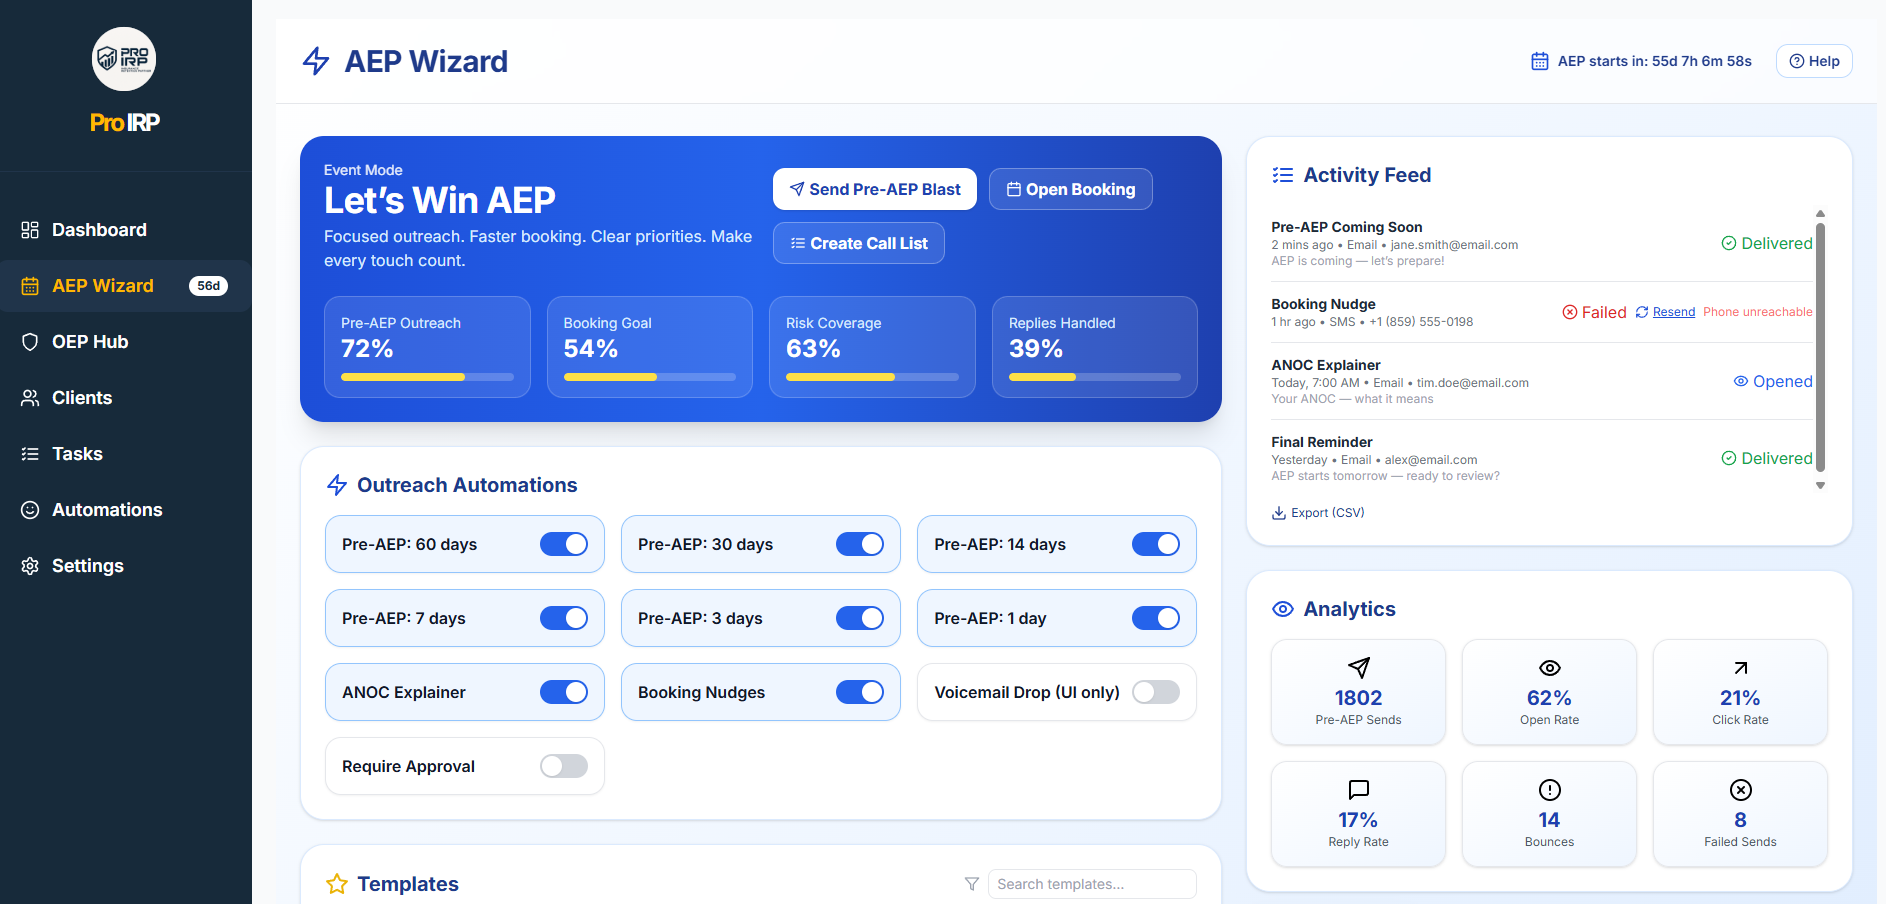 PRO
IRP
Pro IRP
Dashboard
AEP Wizard 56d
OEP Hub
Clients
Tasks
Automations
Settings
AEP Wizard
AEP starts in: 55d 7h 6m 58s
Help
Event Mode
Let’s Win AEP
Focused outreach. Faster booking. Clear priorities. Make
every touch count.
Send Pre-AEP Blast
Open Booking
Create Call List
Pre-AEP Outreach
72%
Booking Goal
54%
Risk Coverage
63%
Replies Handled
39%
Outreach Automations
Pre-AEP: 60 days
Pre-AEP: 30 days
Pre-AEP: 14 days
Pre-AEP: 7 days
Pre-AEP: 3 days
Pre-AEP: 1 day
ANOC Explainer
Booking Nudges
Voicemail Drop (UI only)
Require Approval
Templates
Search templates...
Activity Feed
Pre-AEP Coming Soon
2 mins ago • Email • jane.smith@email.com
AEP is coming — let’s prepare!
Delivered
Booking Nudge
1 hr ago • SMS • +1 (859) 555-0198
Failed Resend Phone unreachable
ANOC Explainer
Today, 7:00 AM • Email • tim.doe@email.com
Your ANOC — what it means
Opened
Final Reminder
Yesterday • Email • alex@email.com
AEP starts tomorrow — ready to review?
Delivered
Export (CSV)
Analytics
1802
Pre-AEP Sends
62%
Open Rate
21%
Click Rate
17%
Reply Rate
14
Bounces
8
Failed Sends